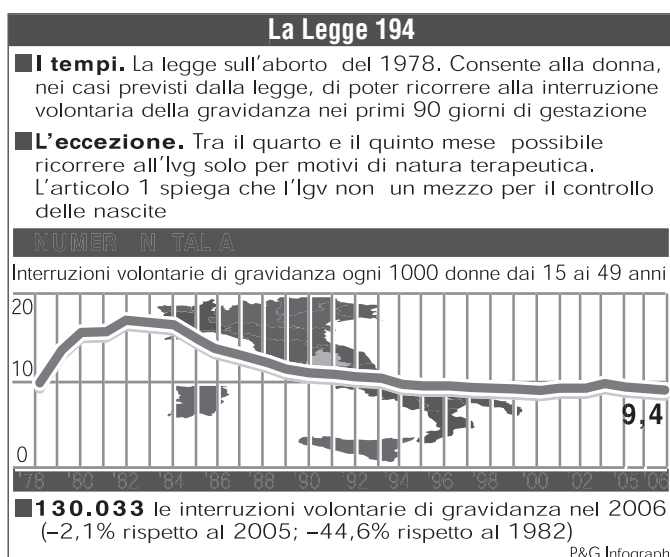 La Legge 194
I tempi. La legge sull'aborto del 1978. Consente alla donna,
nei casi previsti dalla legge, di poter ricorrere alla interruzione
volontaria della gravidanza nei primi 90 giorni di gestazione
L'eccezione. Tra il quarto e il quinto mese possibile
ricorrere all'Ivg solo per motivi di natura terapeutica.
L'articolo 1 spiega che l'Igv non un mezzo per il controllo
delle nascite
NUMER N TAL A
Interruzioni volontarie di gravidanza ogni 1000 donne dai 15 ai 49 anni
20
10
0
9,4
'78 '80 '82 '84 '86 '88 '90 '92 '94 '96 '98 '00 '02 '05 '06
130.033 le interruzioni volontarie di gravidanza nel 2006
(–2,1% rispetto al 2005; –44,6% rispetto al 1982)
P&G Infograph